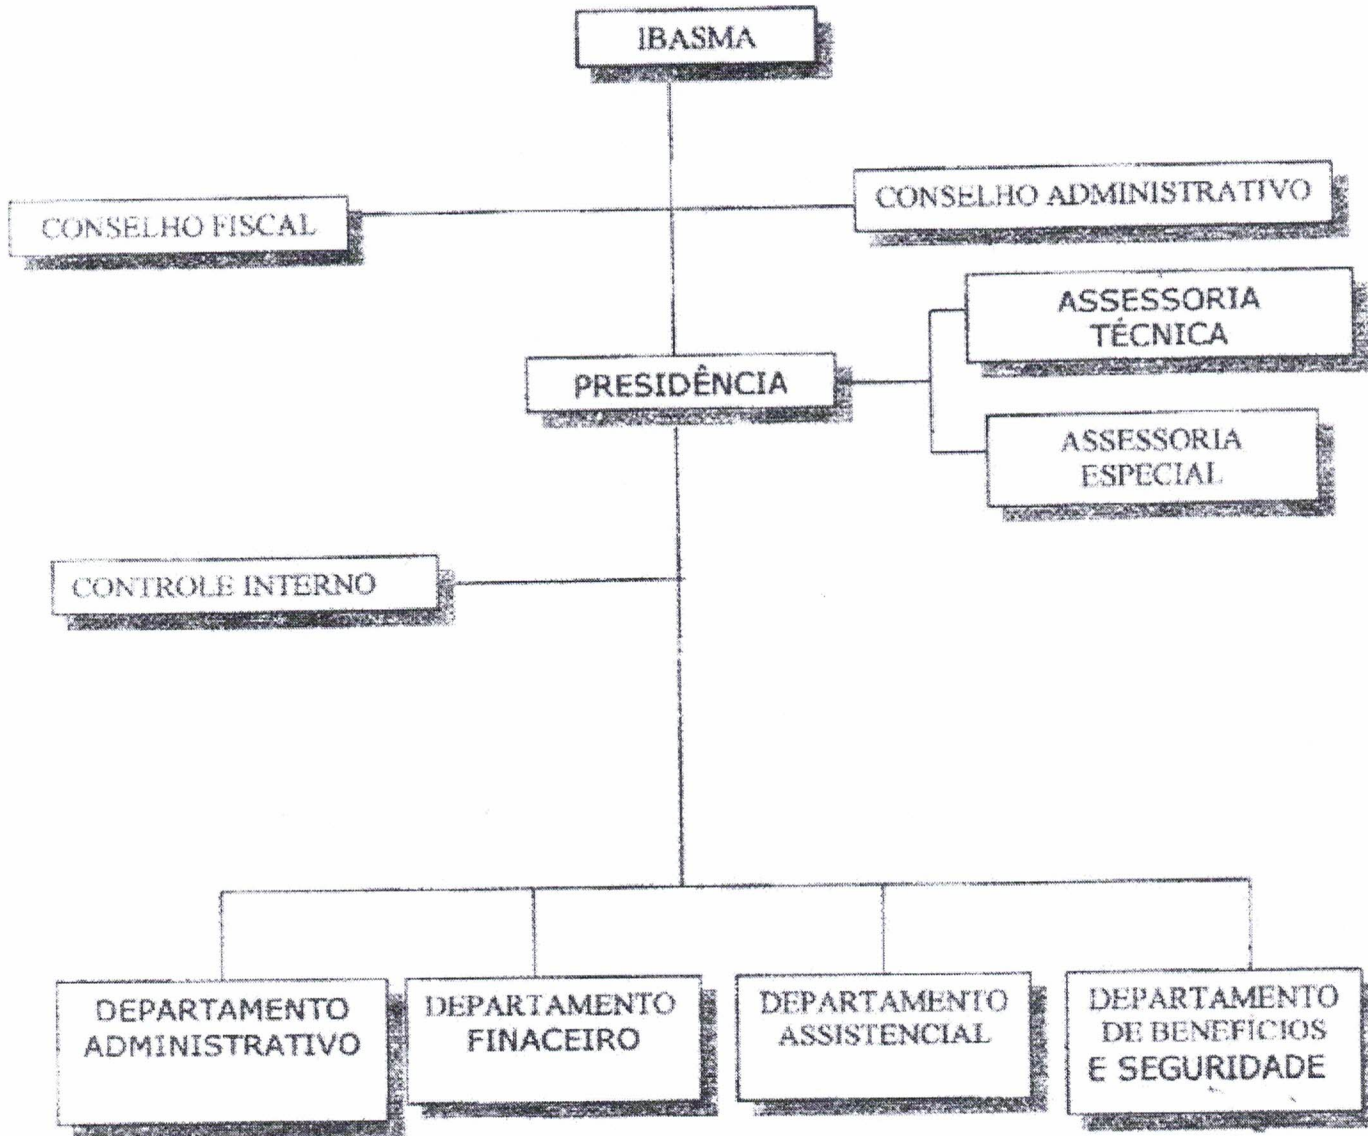 IBASMA
CONSELHO FISCAL
CONSELHO ADMINISTRATIVO
ASSESSORIA
TÉCNICA
PRESIDÊNCIA
ASSESSORIA
ESPECIAL
CONTROLE INTERNO
DEPARTAMENTO
ADMINISTRATIVO
DEPARTAMENTO
FINACEIRO
DEPARTAMENTO
ASSISTENCIAL
DEPARTAMENTO
DE BENEFÍCIOS
E SEGURIDADE